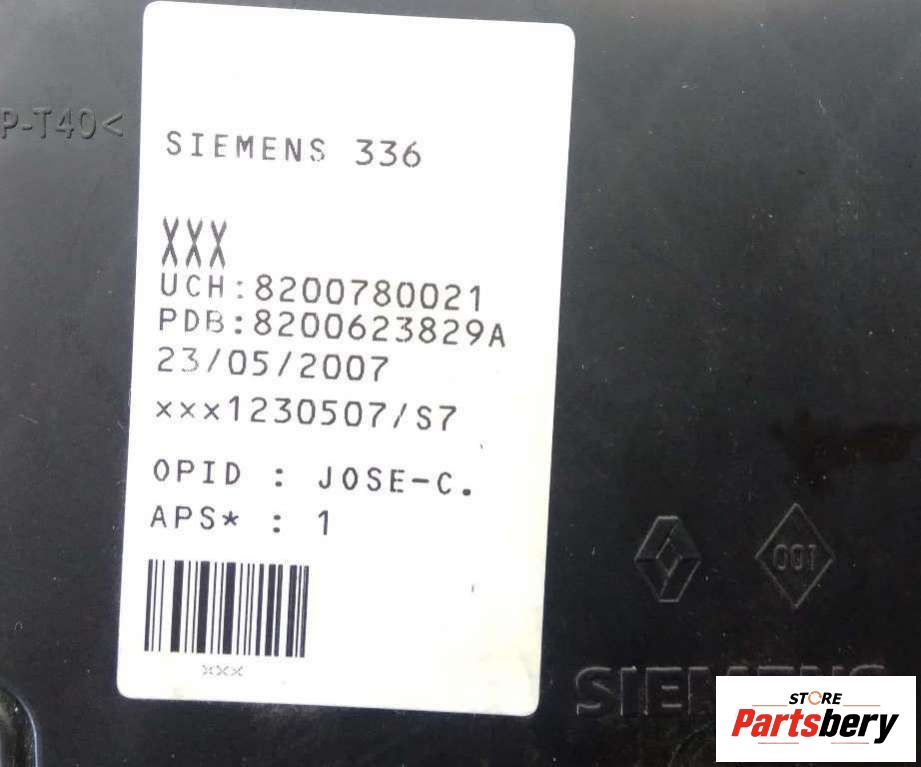 P-T40<
SIEMENS 336
XXX
UCH:8200780021
PDB:8200623829A
23/05/2007
xxx1230507/S7
OPID : JOSE-C.
APS* : 1
xxx
001
SIEMENS
STORE
Partsbery